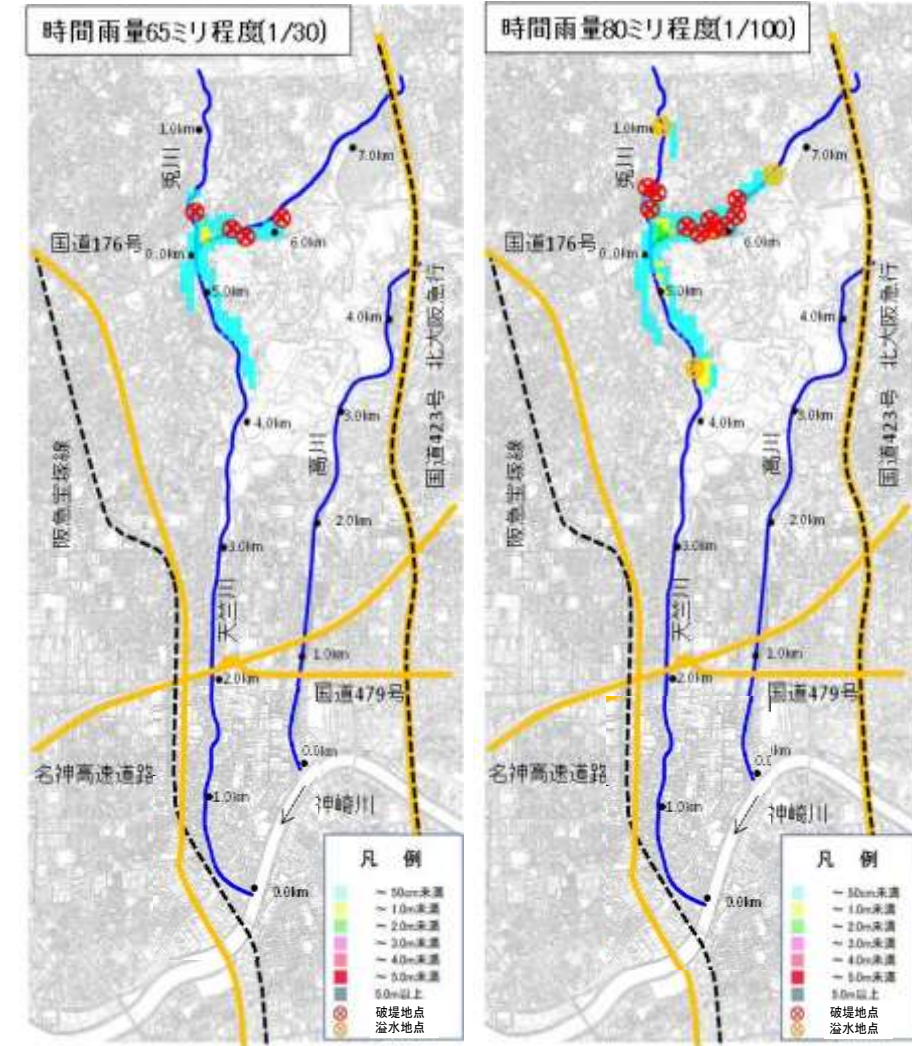 時間雨量65ミリ程度(1/30)
1.0km
兎川
7.0km
国道176号
0.0km
6.0km
5.0km
4.0km
北大阪急行
国道423号
3.0km
4.0km
高川
阪急宝塚線
2.0km
3.0km
天竺川
1.0km
2.0km
国道479号
0.0km
名神高速道路
1.0km
神崎川
0.0km
凡 例
～ 50cm未満
～ 1.0m未満
～ 2.0m未満
～ 3.0m未満
～ 4.0m未満
～ 5.0m未満
5.0m以上
破堤地点
溢水地点
時間雨量80ミリ程度(1/100)
1.0km
兎川
7.0km
国道176号
0.0km
6.0km
5.0km
4.0km
北大阪急行
国道423号
3.0km
4.0km
高川
阪急宝塚線
2.0km
3.0km
天竺川
1.0km
2.0km
国道479号
名神高速道路
1.0km
神崎川
0.0km
凡 例
～ 50cm未満
～ 1.0m未満
～ 2.0m未満
～ 3.0m未満
～ 4.0m未満
～ 5.0m未満
5.0m以上
破堤地点
溢水地点